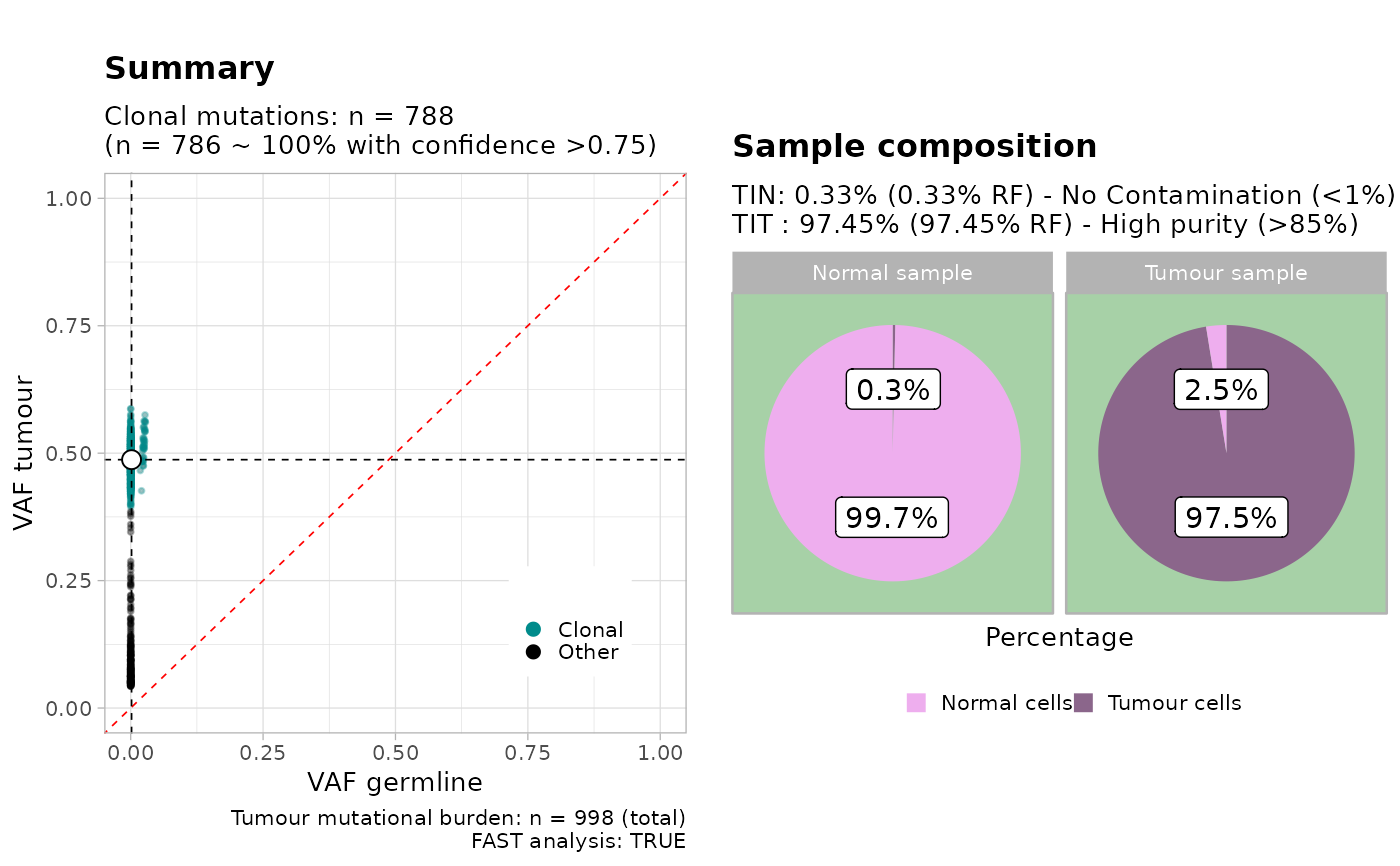 Summary
Clonal mutations: n = 788
(n = 786 ~ 100% with confidence >0.75)
1.00
0.75
0.50
0.25
0.00
VAF tumour
Clonal
Other
0.00 0.25 0.50 0.75 1.00
VAF germline
Tumour mutational burden: n = 998 (total)
FAST analysis: TRUE
Sample composition
TIN: 0.33% (0.33% RF) - No Contamination (<1%)
TIT : 97.45% (97.45% RF) - High purity (>85%)
Normal sample
0.3%
99.7%
Tumour sample
2.5%
97.5%
Percentage
Normal cells Tumour cells